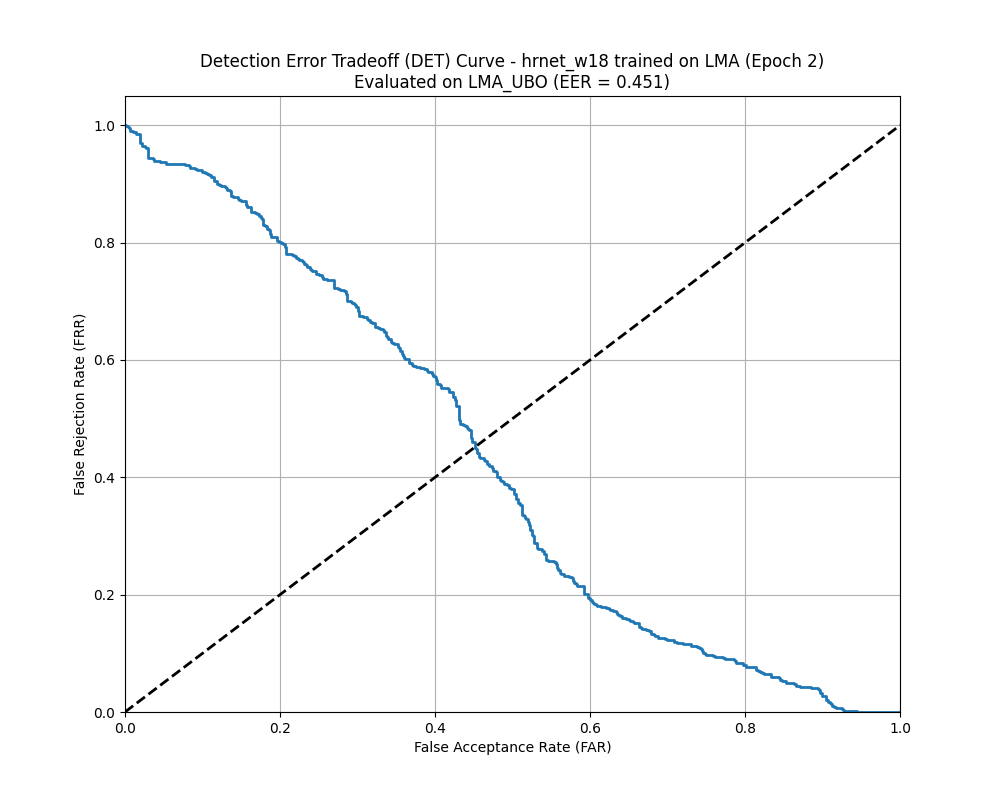 Detection Error Tradeoff (DET) Curve - hrnet_w18 trained on LMA (Epoch 2)
Evaluated on LMA_UBO (EER = 0.451)
1.0
0.8
0.6
0.4
0.2
0.0
False Rejection Rate (FRR)
0.0 0.2 0.4 0.6 0.8 1.0
False Acceptance Rate (FAR)